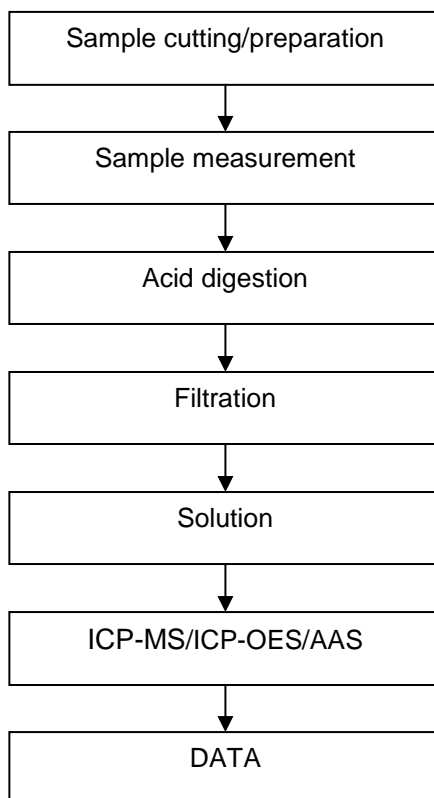 Sample cutting/preparation
Sample measurement
Acid digestion
Filtration
Solution
ICP-MS/ICP-OES/AAS
DATA